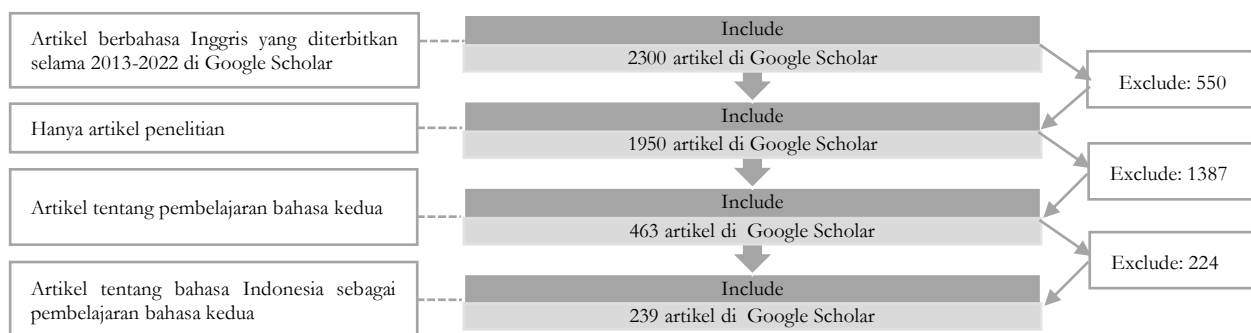 Artikel berbahasa Inggris yang diterbitkan
selama 2013-2022 di Google Scholar
Include
2300 artikel di Google Scholar
Exclude: 550
Hanya artikel penelitian
Include
1950 artikel di Google Scholar
Exclude: 1387
Artikel tentang pembelajaran bahasa kedua
Include
463 artikel di Google Scholar
Exclude: 224
Artikel tentang bahasa Indonesia sebagai
pembelajaran bahasa kedua
Include
239 artikel di Google Scholar